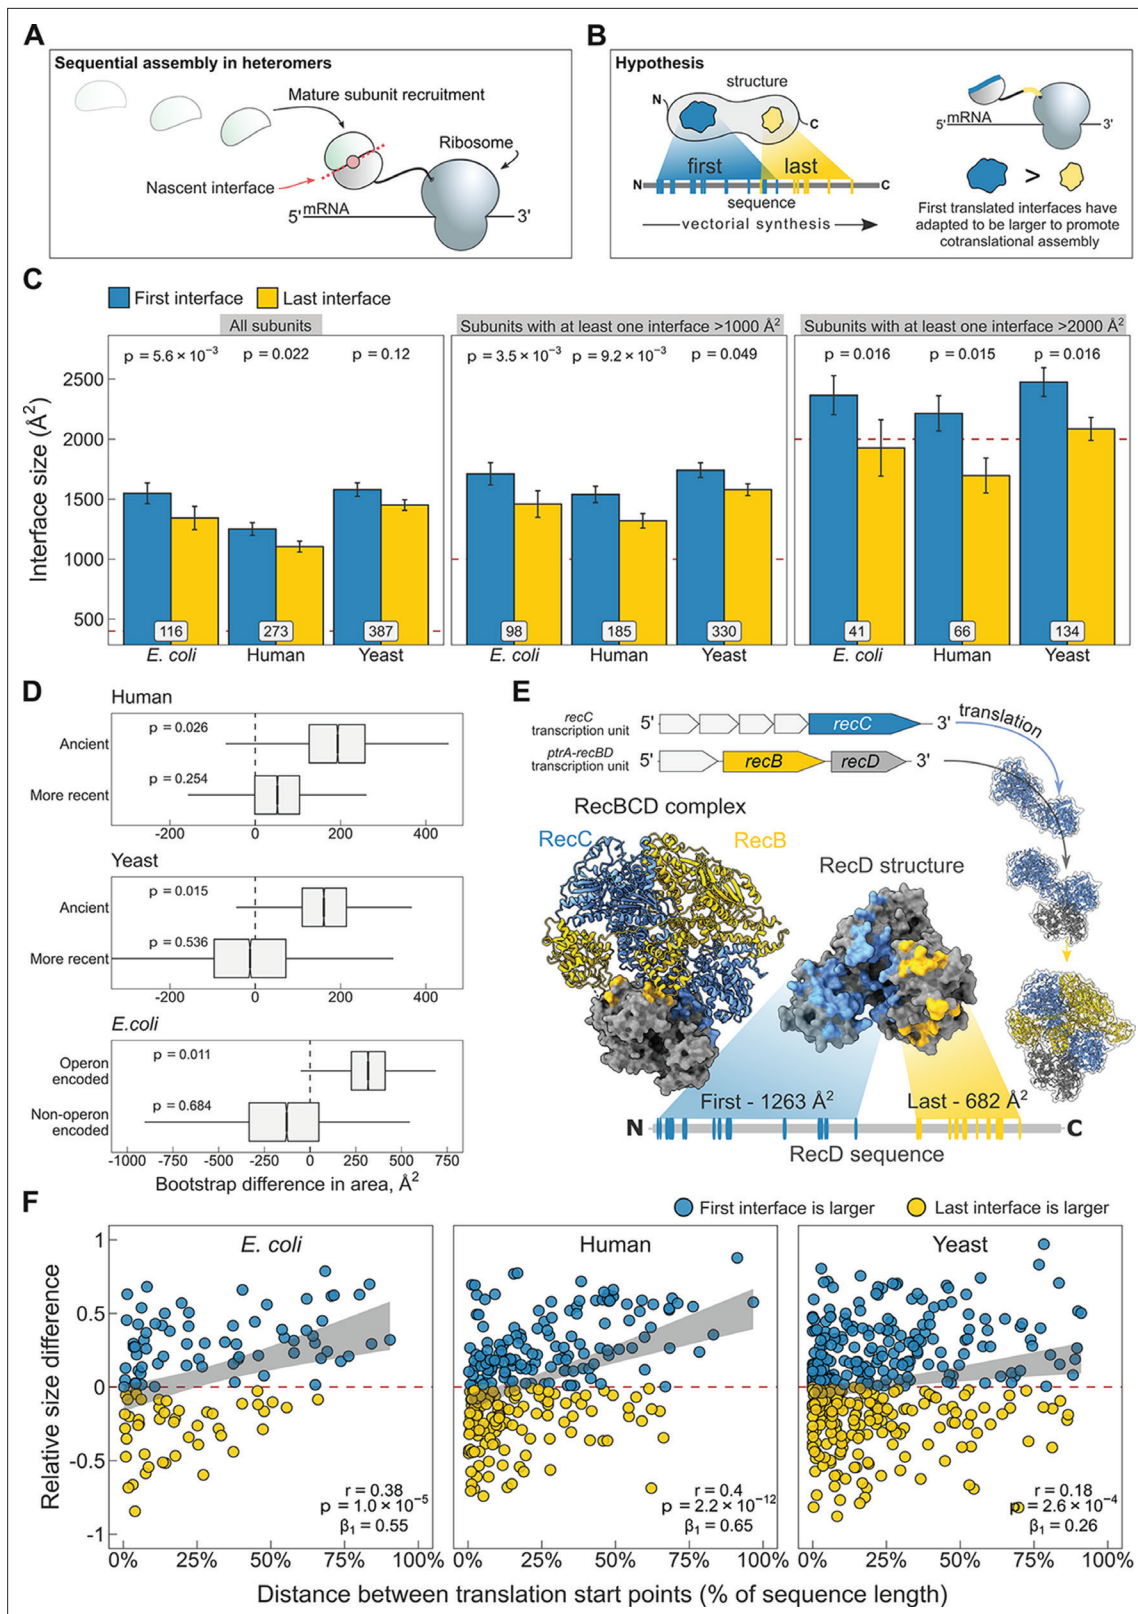 A
Sequential assembly in heteromers
Mature subunit recruitment
Ribosome
Nascent interface
5' mRNA 3'
B
Hypothesis
structure
N
C
first
last
N C
sequence
vectorial synthesis
5' mRNA 3'
>
First translated interfaces have
adapted to be larger to promote
cotranslational assembly
C
First interface Last interface
All subunits
Subunits with at least one interface >1000 Å²
Subunits with at least one interface >2000 Å²
p = 5.6 × 10⁻³ p = 0.022 p = 0.12
p = 3.5 × 10⁻³ p = 9.2 × 10⁻³ p = 0.049
p = 0.016 p = 0.015 p = 0.016
Interface size (Å²)
2500
2000
1500
1000
500
116 273 387
98 185 330
41 66 134
E. coli Human Yeast
E. coli Human Yeast
E. coli Human Yeast
D
Human
Ancient
p = 0.026
More recent
p = 0.254
-200 0 200 400
Yeast
Ancient
p = 0.015
More recent
p = 0.536
-200 0 200 400
E.coli
Operon
encoded
p = 0.011
Non-operon
encoded
p = 0.684
-1000 -750 -500 -250 0 250 500 750
Bootstrap difference in area, Å²
E
recC
transcription unit
5' recC 3'
translation
ptrA-recBD
transcription unit
5' recB recD 3'
RecBCD complex
RecC
RecB
RecD structure
First - 1263 Å²
Last - 682 Å²
N C
RecD sequence
F
First interface is larger Last interface is larger
E. coli
Human
Yeast
Relative size difference
1
0.5
0
-0.5
-1
r = 0.38
p = 1.0 × 10⁻⁵
β₁ = 0.55
r = 0.4
p = 2.2 × 10⁻¹²
β₁ = 0.65
r = 0.18
p = 2.6 × 10⁻⁴
β₁ = 0.26
0% 25% 50% 75% 100%
0% 25% 50% 75% 100%
0% 25% 50% 75% 100%
Distance between translation start points (% of sequence length)